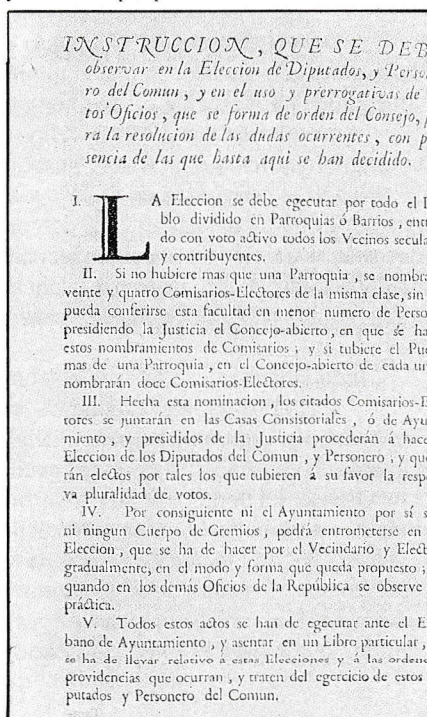 INSTRUCCION, QUE SE DEB
observar en la Eleccion de Diputados, y Perso
ro del Comun, y en el uso y prerrogativas de
tos Oficios, que se forma de orden del Consejo, p
ra la resolucion de las dudas ocurrentes, con p
sencia de las que hasta aqui se han decidido.
I. LA Eleccion se debe egecutar por todo el P
blo dividido en Parroquias ó Barrios, entr
do con voto activo todos los Vecinos secula
y contribuyentes.
II. Si no hubiere mas que una Parroquia, se nombra
veinte y quatro Comisarios-Electores de la misma clase, sin
pueda conferirse esta facultad en menor numero de Perso
presidiendo la Justicia el Concejo-abierto, en que se ha
estos nombramientos de Comisarios; y si tubiere el Pue
mas de una Parroquia, en el Concejo-abierto de cada un
nombrarán doce Comisarios-Electores.
III. Hecha esta nominacion, los citados Comisarios-E
tores se juntarán en las Casas Consistoriales, ó de Ayu
miento, y presididos de la Justicia procederán á hace
Eleccion de los Diputados del Comun, y Personero, y que
rán electos por tales los que tubieren á su favor la respe
va pluralidad de votos.
IV. Por consiguiente ni el Ayuntamiento por sí s
ni ningun Cuerpo de Gremios, podrá entrometerse en
Eleccion, que se ha de hacer por el Vecindario y Elect
gradualmente, en el modo y forma que queda propuesto;
quando en los demás Oficios de la República se observe
práctica.
V. Todos estos actos se han de egecutar ante el E
bano de Ayuntamiento, y asentar en un Libro particular,
se ha de llevar relativo á estas Elecciones y á las ordene
providencias que ocurran, y traten del egercicio de estos
putados y Personero del Comun.